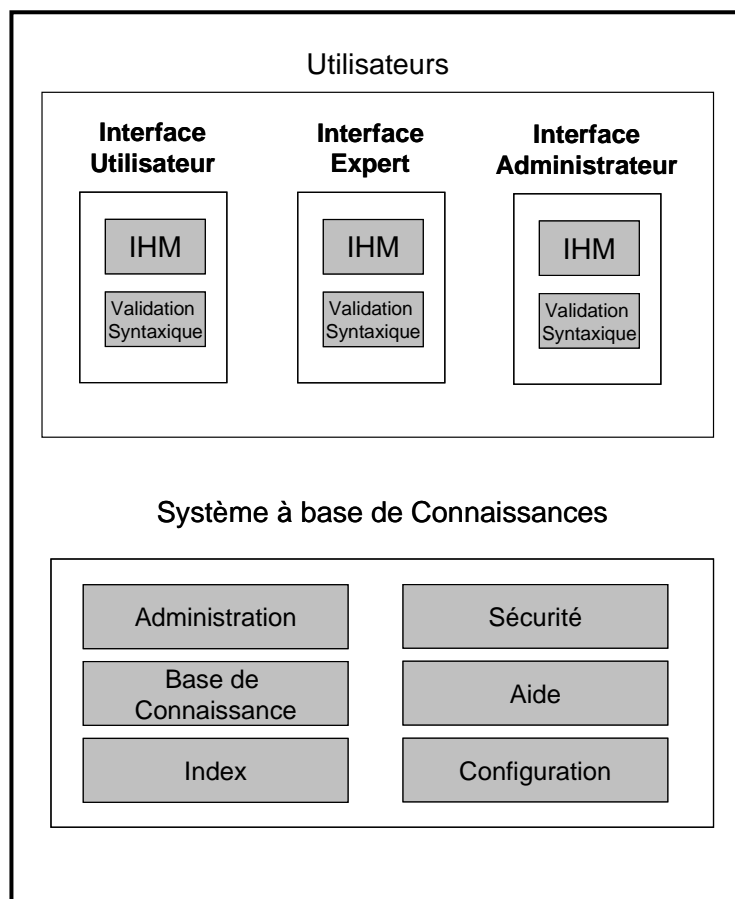 Utilisateurs
Interface
Utilisateur
Interface
Expert
Interface
Administrateur
IHM
Validation
Syntaxique
IHM
Validation
Syntaxique
IHM
Validation
Syntaxique
Système à base de Connaissances
Administration
Sécurité
Base de
Connaissance
Aide
Index
Configuration